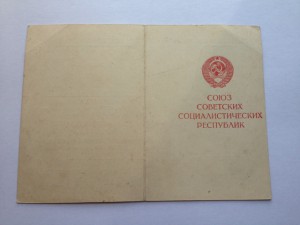 СОЮЗ
СОВЕТСКИХ
СОЦИАЛИСТИЧЕСКИХ
РЕСПУБЛИК